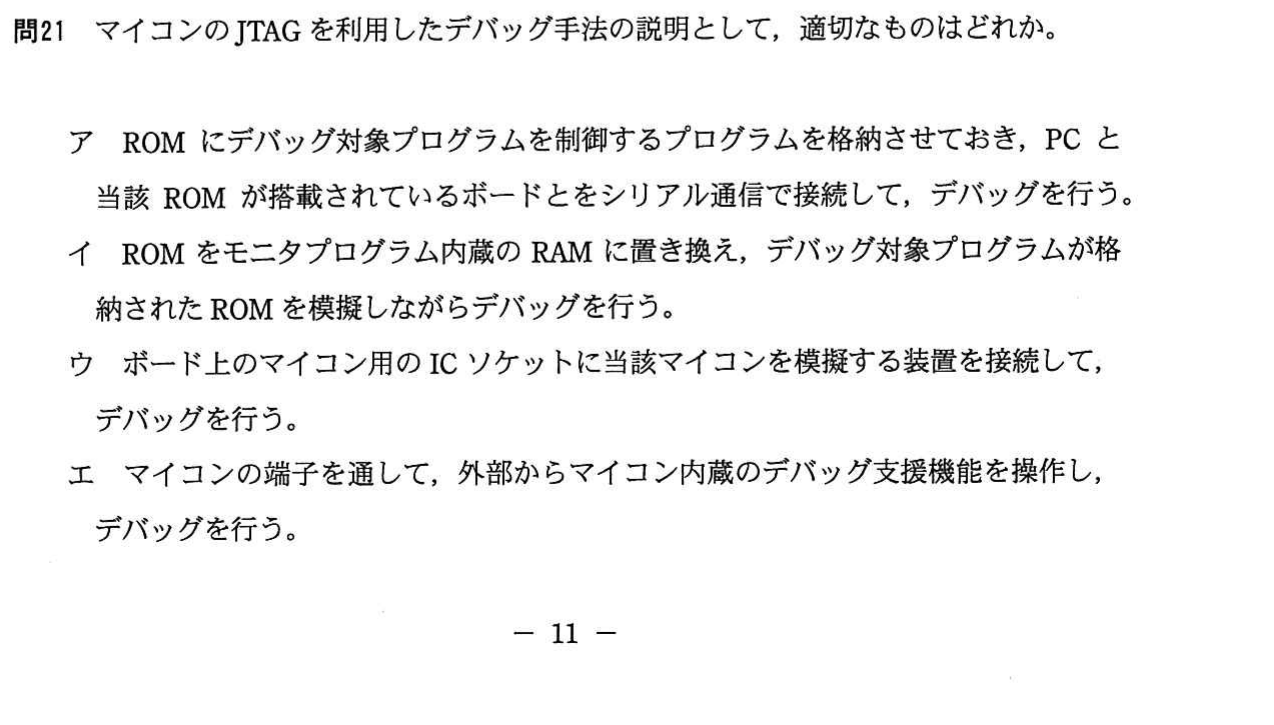 問21 マイコンのJTAGを利用したデバッグ手法の説明として，適切なものはどれか。
ア ROM にデバッグ対象プログラムを制御するプログラムを格納させておき，PC と
当該 ROM が搭載されているボードとをシリアル通信で接続して，デバッグを行う。
イ ROM をモニタプログラム内蔵の RAM に置き換え，デバッグ対象プログラムが格
納された ROM を模擬しながらデバッグを行う。
ウ ボード上のマイコン用の IC ソケットに当該マイコンを模擬する装置を接続して，
デバッグを行う。
エ マイコンの端子を通して，外部からマイコン内蔵のデバッグ支援機能を操作し，
デバッグを行う。
－ 11 －